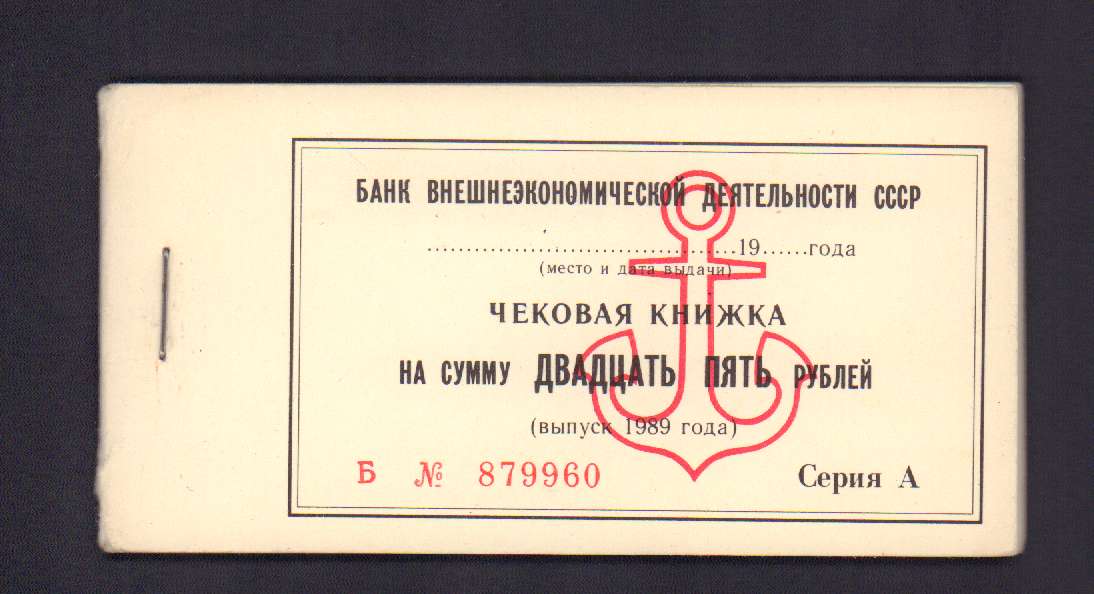 БАНК ВНЕШНЕЭКОНОМИЧЕСКОЙ ДЕЯТЕЛЬНОСТИ СССР
........................................19......года
(место и дата выдачи)
ЧЕКОВАЯ КНИЖКА
НА СУММУ ДВАДЦАТЬ ПЯТЬ РУБЛЕЙ
(выпуск 1989 года)
Б № 879960 Серия А